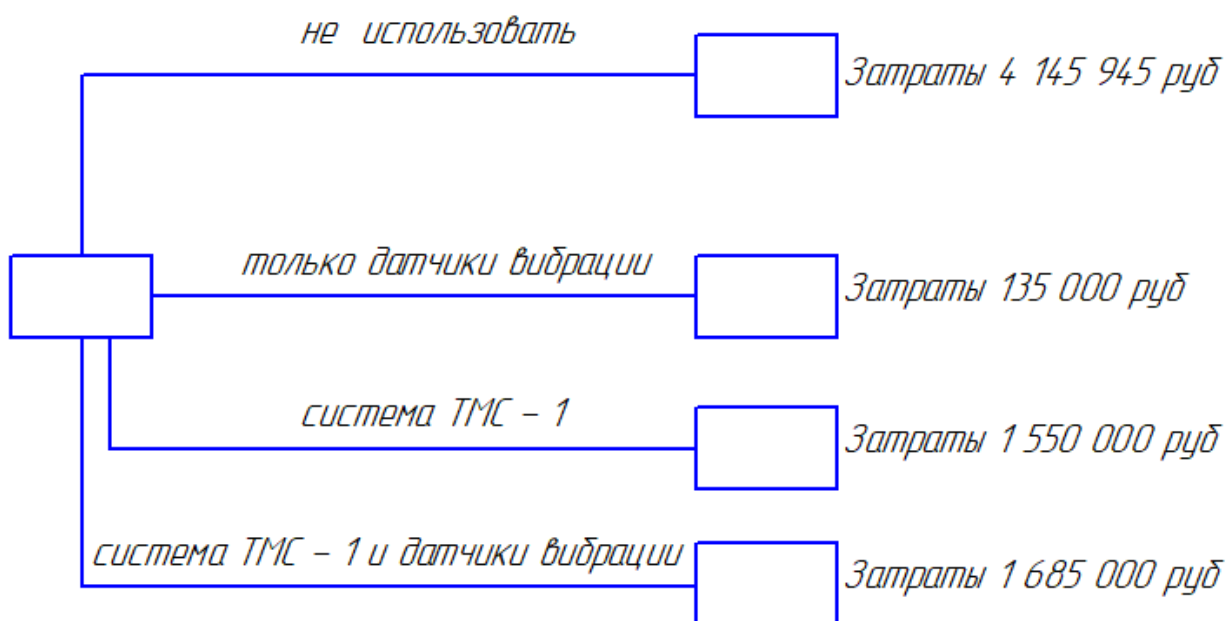 не использовать
Затраты 4 145 945 руб
только датчики вибрации
Затраты 135 000 руб
система ТМС - 1
Затраты 1 550 000 руб
система ТМС - 1 и датчики вибрации
Затраты 1 685 000 руб